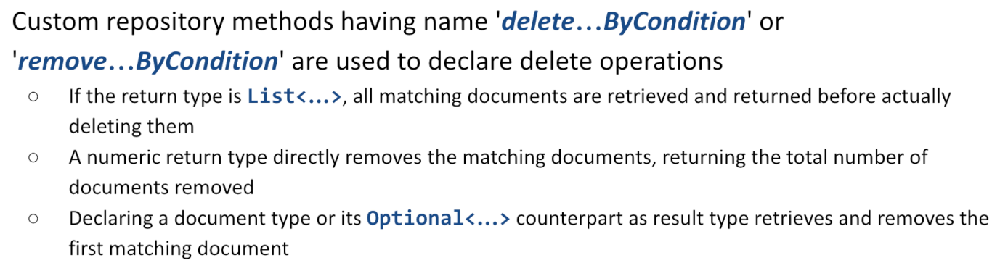 Custom repository methods having name 'delete…ByCondition' or
'remove…ByCondition' are used to declare delete operations
○ If the return type is List<…>, all matching documents are retrieved and returned before actually
deleting them
○ A numeric return type directly removes the matching documents, returning the total number of
documents removed
○ Declaring a document type or its Optional<…> counterpart as result type retrieves and removes the
first matching document